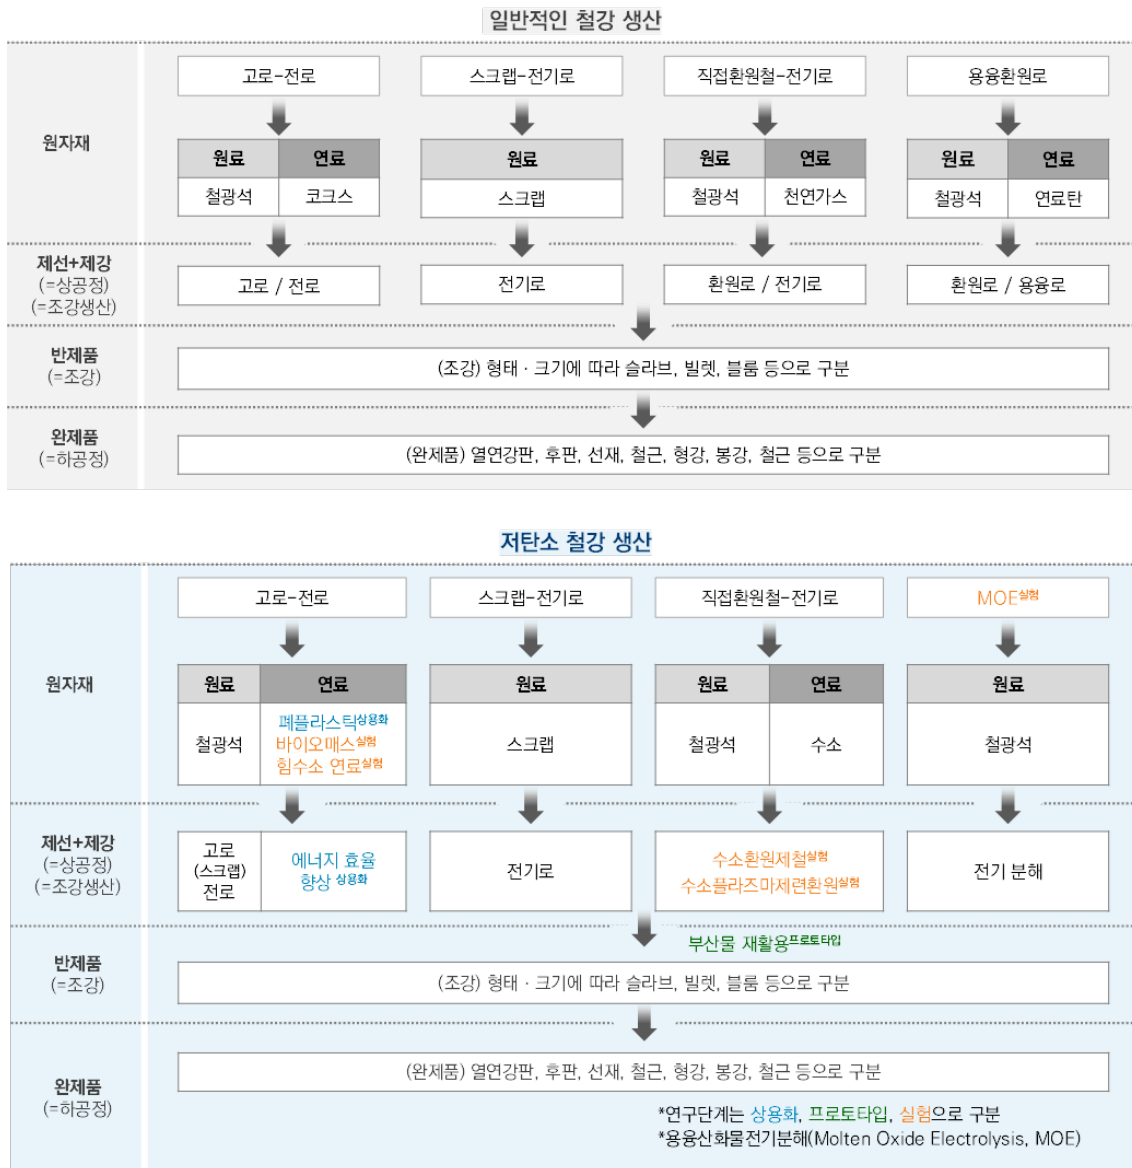 일반적인 철강 생산
고로-전로
스크랩-전기로
직접환원철-전기로
용융환원로
원자재
원료 연료
원료
원료 연료
원료 연료
철광석 코크스
스크랩
철광석 천연가스
철광석 연료탄
제선+제강
(=상공정)
(=조강생산)
고로 / 전로
전기로
환원로 / 전기로
환원로 / 용융로
반제품
(=조강)
(조강) 형태 · 크기에 따라 슬라브, 빌렛, 블룸 등으로 구분
완제품
(=하공정)
(완제품) 열연강판, 후판, 선재, 철근, 형강, 봉강, 철근 등으로 구분
저탄소 철강 생산
고로-전로
스크랩-전기로
직접환원철-전기로
MOE실험
원자재
원료 연료
원료
원료 연료
원료
철광석
폐플라스틱상용화
바이오매스실험
힘수소 연료실험
스크랩
철광석 수소
철광석
제선+제강
(=상공정)
(=조강생산)
고로
(스크랩)
전로
에너지 효율
향상 상용화
전기로
수소환원제철실험
수소플라즈마제련환원실험
전기 분해
부산물 재활용프로토타입
반제품
(=조강)
(조강) 형태 · 크기에 따라 슬라브, 빌렛, 블룸 등으로 구분
완제품
(=하공정)
(완제품) 열연강판, 후판, 선재, 철근, 형강, 봉강, 철근 등으로 구분
*연구단계는 상용화, 프로토타입, 실험으로 구분
*용융산화물전기분해(Molten Oxide Electrolysis, MOE)